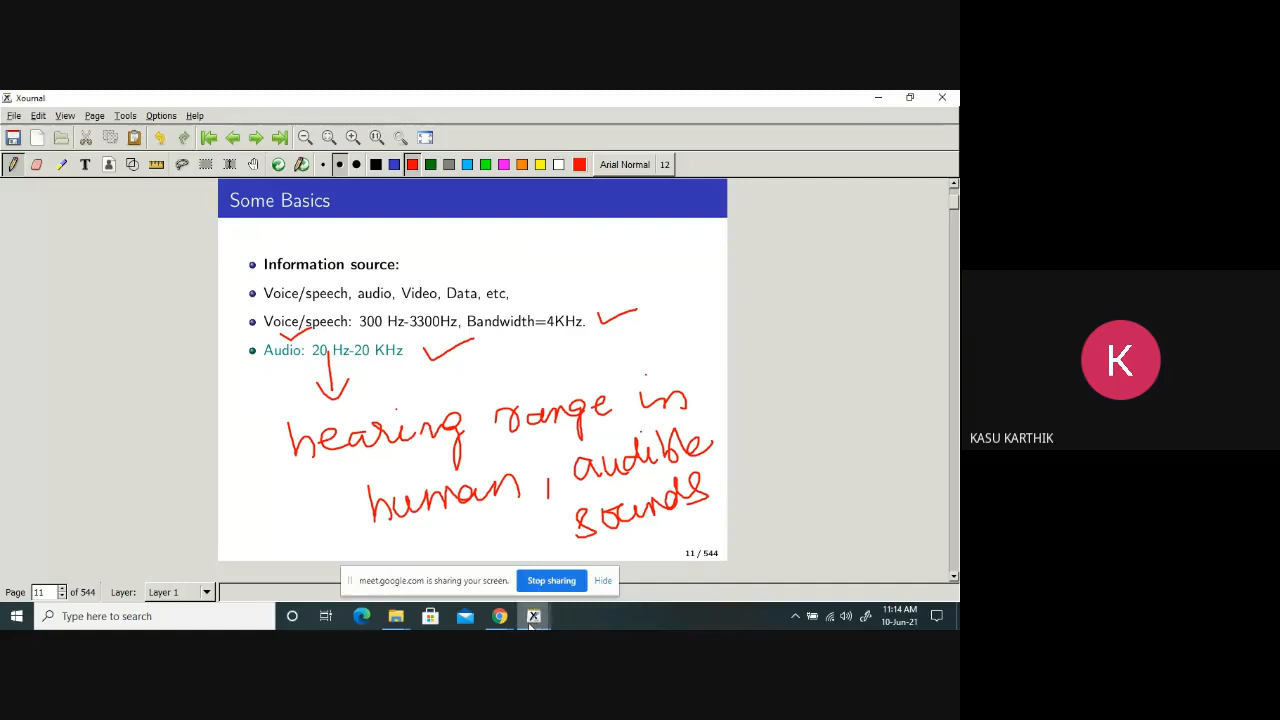 Xournal
File Edit View Page Tools Options Help
T Arial Normal 12
Some Basics
Information source:
Voice/speech, audio, Video, Data, etc,
Voice/speech: 300 Hz-3300Hz, Bandwidth=4KHz.
Audio: 20 Hz-20 KHz
hearing range in
human, audible
sounds
11 / 544
meet.google.com is sharing your screen. Stop sharing Hide
Page 11 of 544 Layer: Layer 1
Type here to search
11:14 AM
10-Jun-21
K
KASU KARTHIK